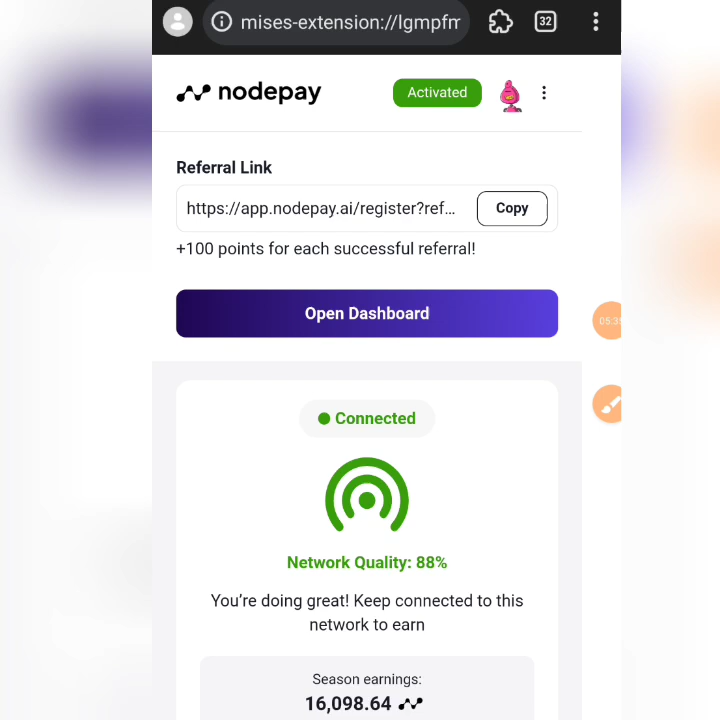 mises-extension://lgmpfm
32
nodepay
Activated
Referral Link
https://app.nodepay.ai/register?ref...
Copy
+100 points for each successful referral!
Open Dashboard
05:3
Connected
Network Quality: 88%
You’re doing great! Keep connected to this
network to earn
Season earnings:
16,098.64